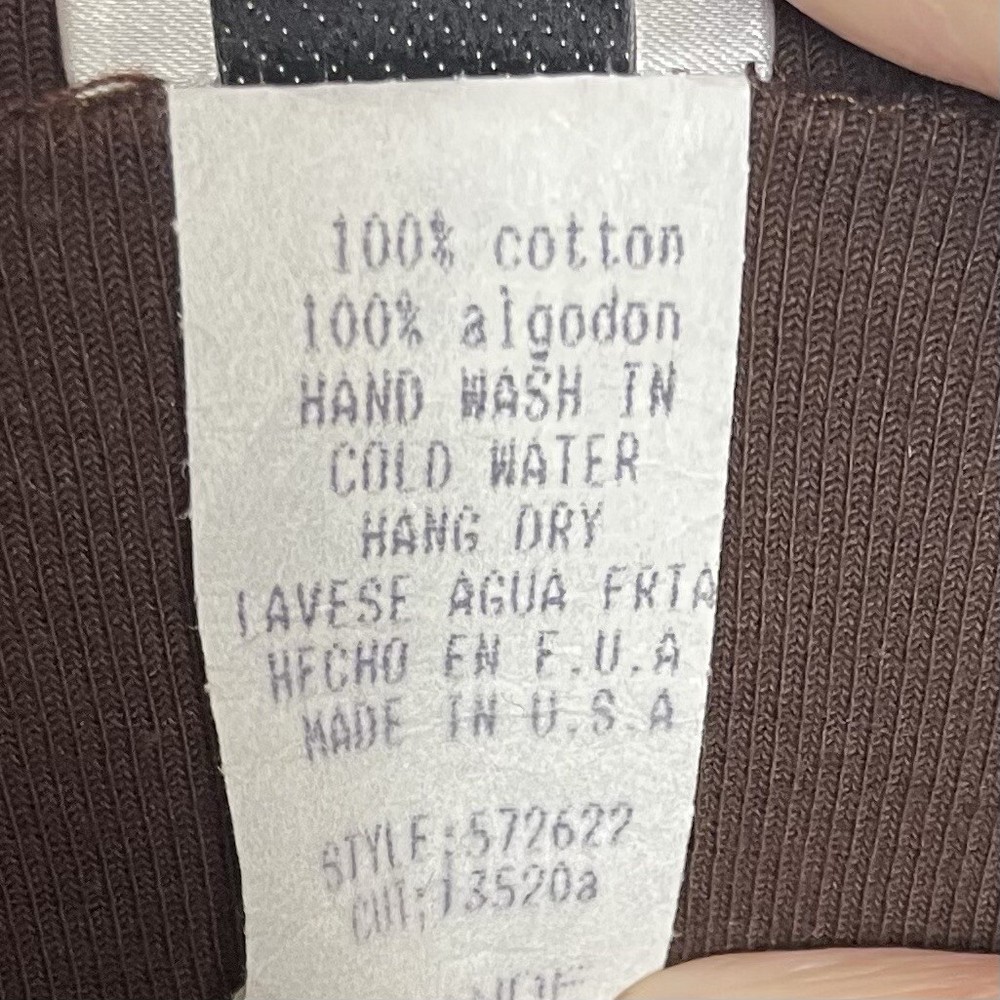 100% cotton
100% algodon
HAND WASH IN
COLD WATER
HANG DRY
LAVESE AGUA FRIA
HECHO EN E.U.A
MADE IN U.S.A
STYLE:572622
CUT:13520a